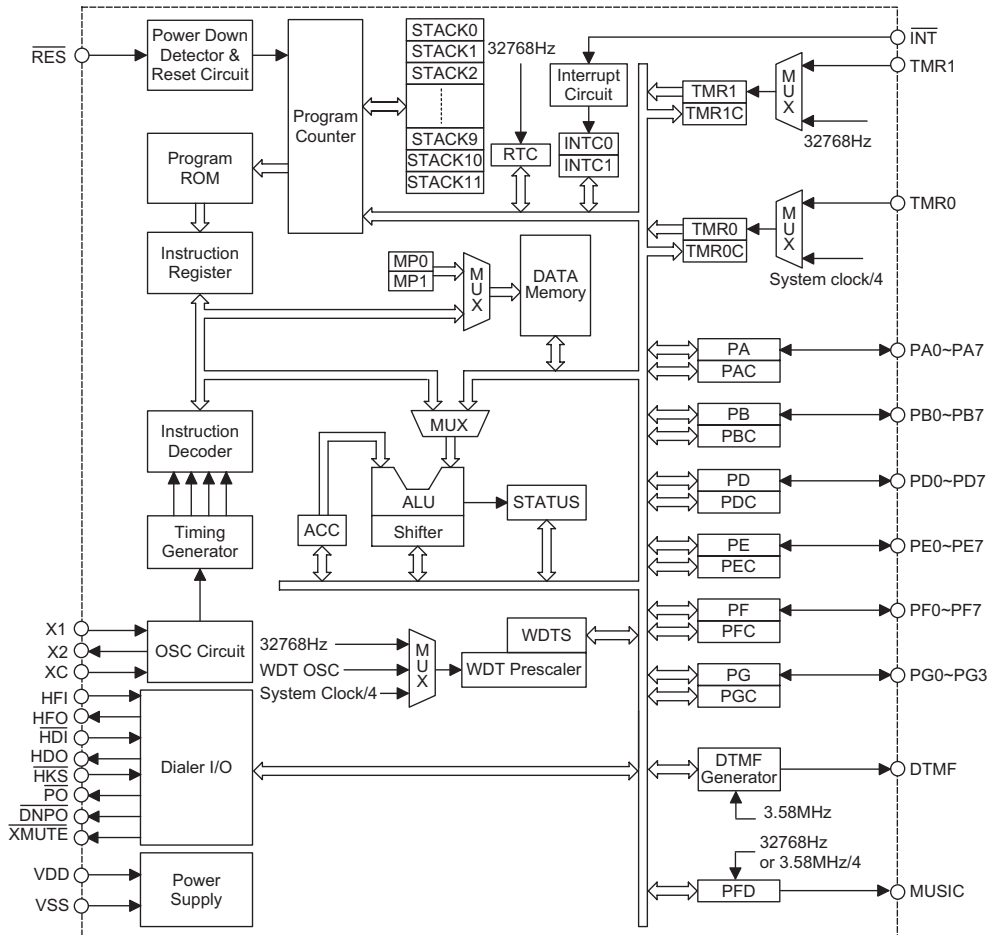 RES
Power Down
Detector &
Reset Circuit
Program
ROM
Instruction
Register
Instruction
Decoder
Timing
Generator
Program
Counter
STACK0
STACK1
STACK2
STACK9
STACK10
STACK11
32768Hz
RTC
Interrupt
Circuit
INTC0
INTC1
INT
TMR1
TMR1
TMR1C
MUX
32768Hz
TMR0
TMR0
TMR0C
MUX
System clock/4
MP0
MP1
MUX
DATA
Memory
MUX
ALU
Shifter
ACC
STATUS
PA
PAC
PA0~PA7
PB
PBC
PB0~PB7
PD
PDC
PD0~PD7
PE
PEC
PE0~PE7
PF
PFC
PF0~PF7
PG
PGC
PG0~PG3
X1
X2
XC
OSC Circuit
32768Hz
WDT OSC
System Clock/4
MUX
WDTS
WDT Prescaler
HFI
HFO
HDI
HDO
HKS
PO
DNPO
XMUTE
Dialer I/O
DTMF
Generator
DTMF
3.58MHz
32768Hz
or 3.58MHz/4
PFD
MUSIC
VDD
VSS
Power
Supply